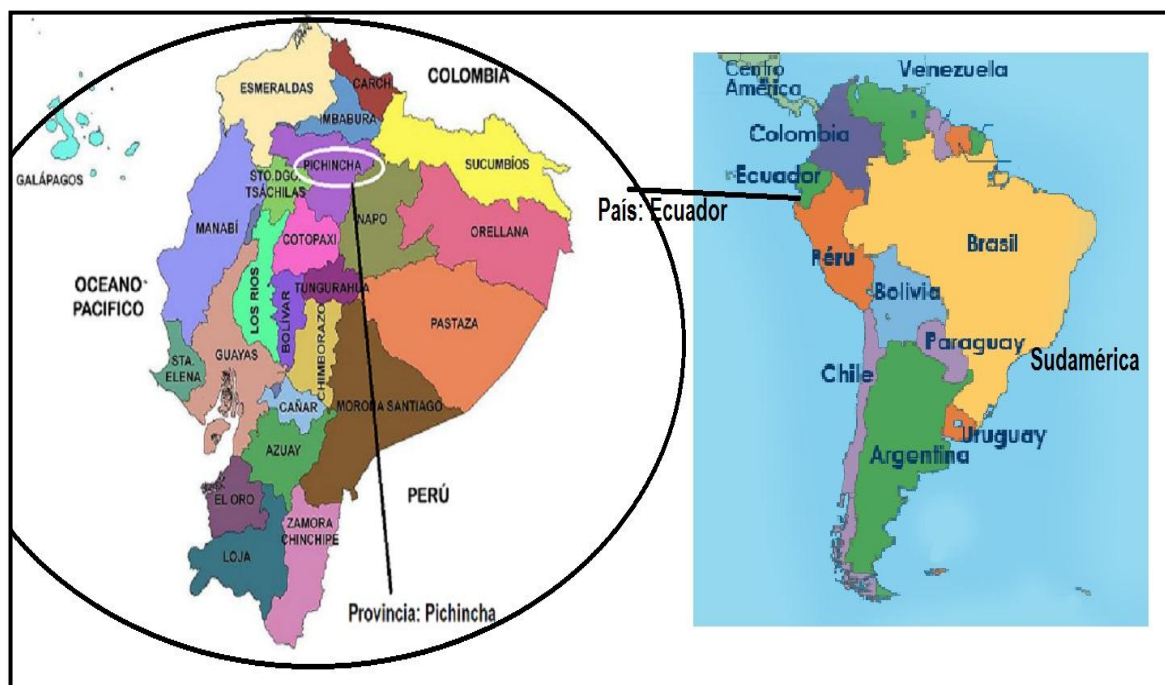 COLOMBIA
ESMERALDAS
CARCH
IMBABURA
PICHINCHA
SUCUMBÍOS
STO.DGO.
TSÁCHILAS
GALÁPAGOS
NAPO
ORELLANA
MANABÍ
COTOPAXI
OCEANO
PACIFICO
LOS RIOS
BOLÍVAR
TUNGURAHUA
CHIMBORAZO
PASTAZA
STA.
ELENA
GUAYAS
CAÑAR
MORONA SANTIAGO
AZUAY
PERÚ
EL ORO
ZAMORA
CHINCHIPE
LOJA
Provincia: Pichincha
País: Ecuador
Centro
América
Venezuela
Colombia
Ecuador
Brasil
Péru
Bolivia
Paraguay
Sudamérica
Chile
Uruguay
Argentina